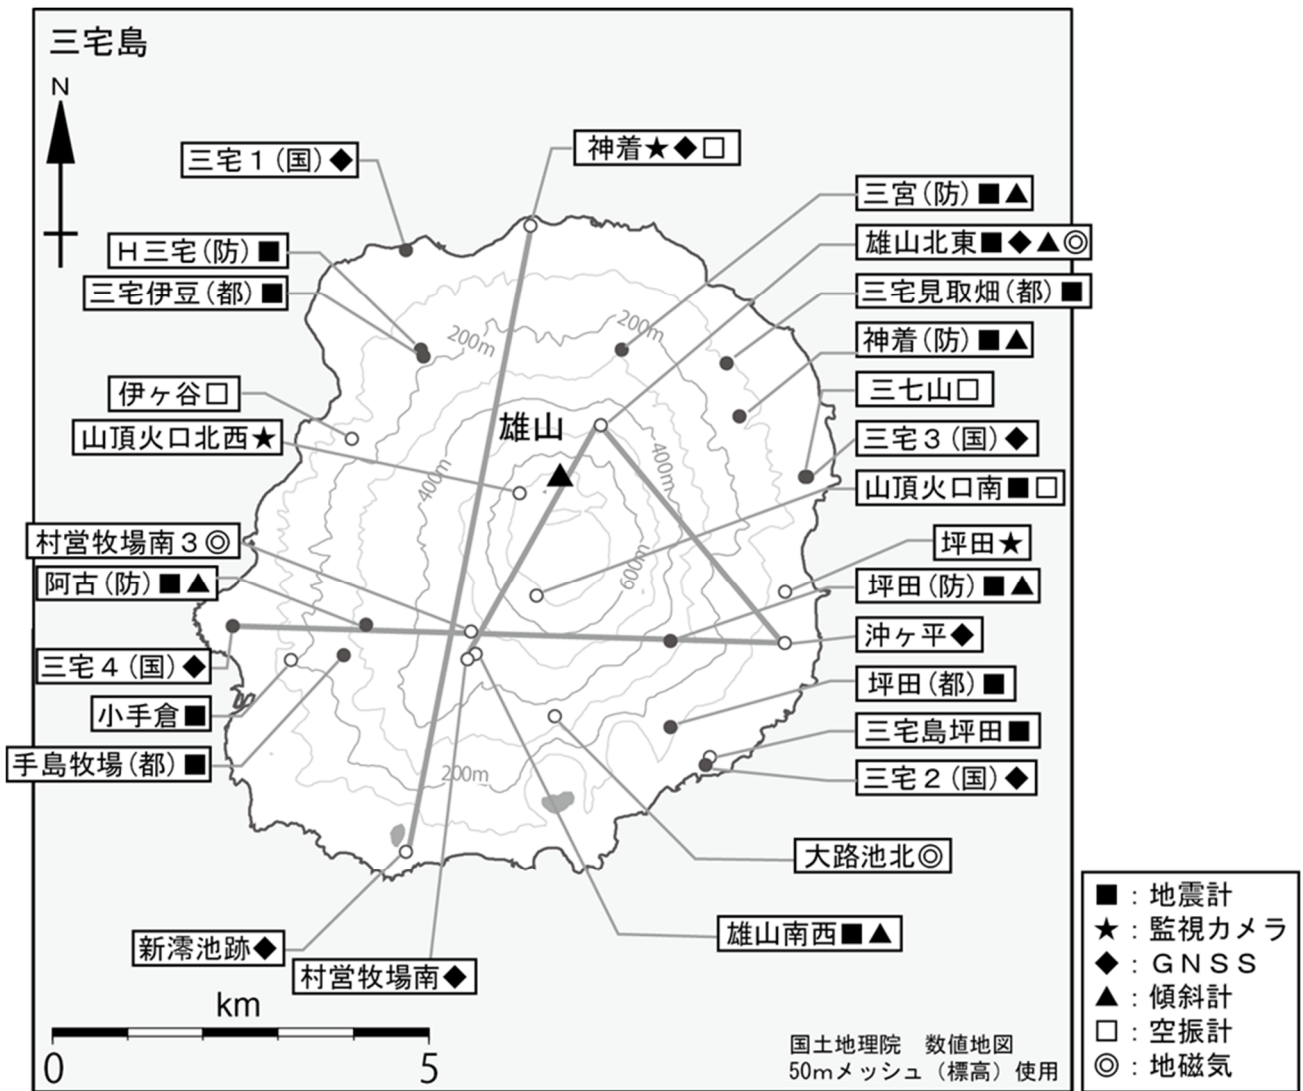 三宅島
N
三宅1(国)◆
神着★◆□
三宮(防)■▲
H三宅(防)■
雄山北東■◆▲◎
三宅伊豆(都)■
三宅見取畑(都)■
200m
200m
神着(防)■▲
伊ヶ谷□
三七山□
山頂火口北西★
雄山
三宅3(国)◆
400m
400m
山頂火口南■□
村営牧場南3◎
坪田★
600m
阿古(防)■▲
坪田(防)■▲
沖ヶ平◆
三宅4(国)◆
坪田(都)■
小手倉■
三宅島坪田■
手島牧場(都)■
200m
三宅2(国)◆
大路池北◎
雄山南西■▲
新澪池跡◆
村営牧場南◆
km
0 5
国土地理院 数値地図
50mメッシュ(標高)使用
■:地震計
★:監視カメラ
◆:GNSS
▲:傾斜計
□:空振計
◎:地磁気